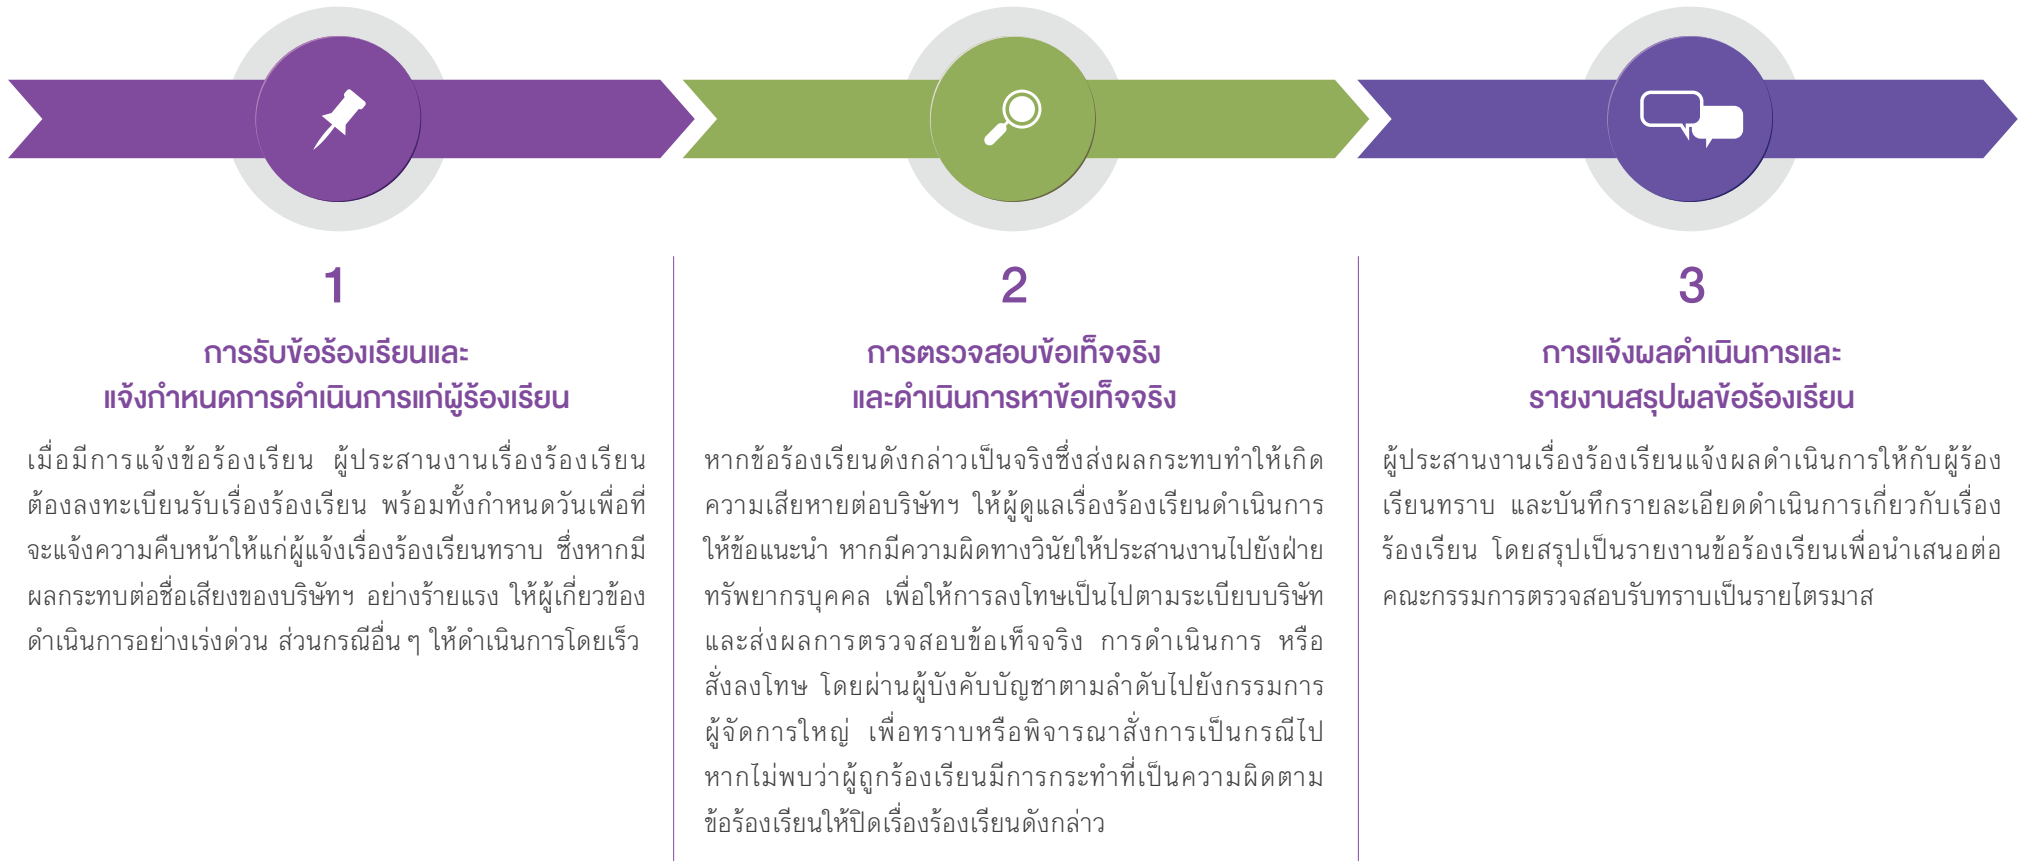 1
การรับข้อร้องเรียนและ
แจ้งกำหนดการดำเนินการแก่ผู้ร้องเรียน
เมื่อมีการแจ้งข้อร้องเรียน ผู้ประสานงานเรื่องร้องเรียน
ต้องลงทะเบียนรับเรื่องร้องเรียน พร้อมทั้งกำหนดวันเพื่อที่
จะแจ้งความคืบหน้าให้แก่ผู้แจ้งเรื่องร้องเรียนทราบ ซึ่งหากมี
ผลกระทบต่อชื่อเสียงของบริษัทฯ อย่างร้ายแรง ให้ผู้เกี่ยวข้อง
ดำเนินการอย่างเร่งด่วน ส่วนกรณีอื่น ๆ ให้ดำเนินการโดยเร็ว
2
การตรวจสอบข้อเท็จจริง
และดำเนินการหาข้อเท็จจริง
หากข้อร้องเรียนดังกล่าวเป็นจริงซึ่งส่งผลกระทบทำให้เกิด
ความเสียหายต่อบริษัทฯ ให้ผู้ดูแลเรื่องร้องเรียนดำเนินการ
ให้ข้อแนะนำ หากมีความผิดทางวินัยให้ประสานงานไปยังฝ่าย
ทรัพยากรบุคคล เพื่อให้การลงโทษเป็นไปตามระเบียบบริษัท
และส่งผลการตรวจสอบข้อเท็จจริง การดำเนินการ หรือ
สั่งลงโทษ โดยผ่านผู้บังคับบัญชาตามลำดับไปยังกรรมการ
ผู้จัดการใหญ่ เพื่อทราบหรือพิจารณาสั่งการเป็นกรณีไป
หากไม่พบว่าผู้ถูกร้องเรียนมีการกระทำที่เป็นความผิดตาม
ข้อร้องเรียนให้ปิดเรื่องร้องเรียนดังกล่าว
3
การแจ้งผลดำเนินการและ
รายงานสรุปผลข้อร้องเรียน
ผู้ประสานงานเรื่องร้องเรียนแจ้งผลดำเนินการให้กับผู้ร้อง
เรียนทราบ และบันทึกรายละเอียดดำเนินการเกี่ยวกับเรื่อง
ร้องเรียน โดยสรุปเป็นรายงานข้อร้องเรียนเพื่อนำเสนอต่อ
คณะกรรมการตรวจสอบรับทราบเป็นรายไตรมาส